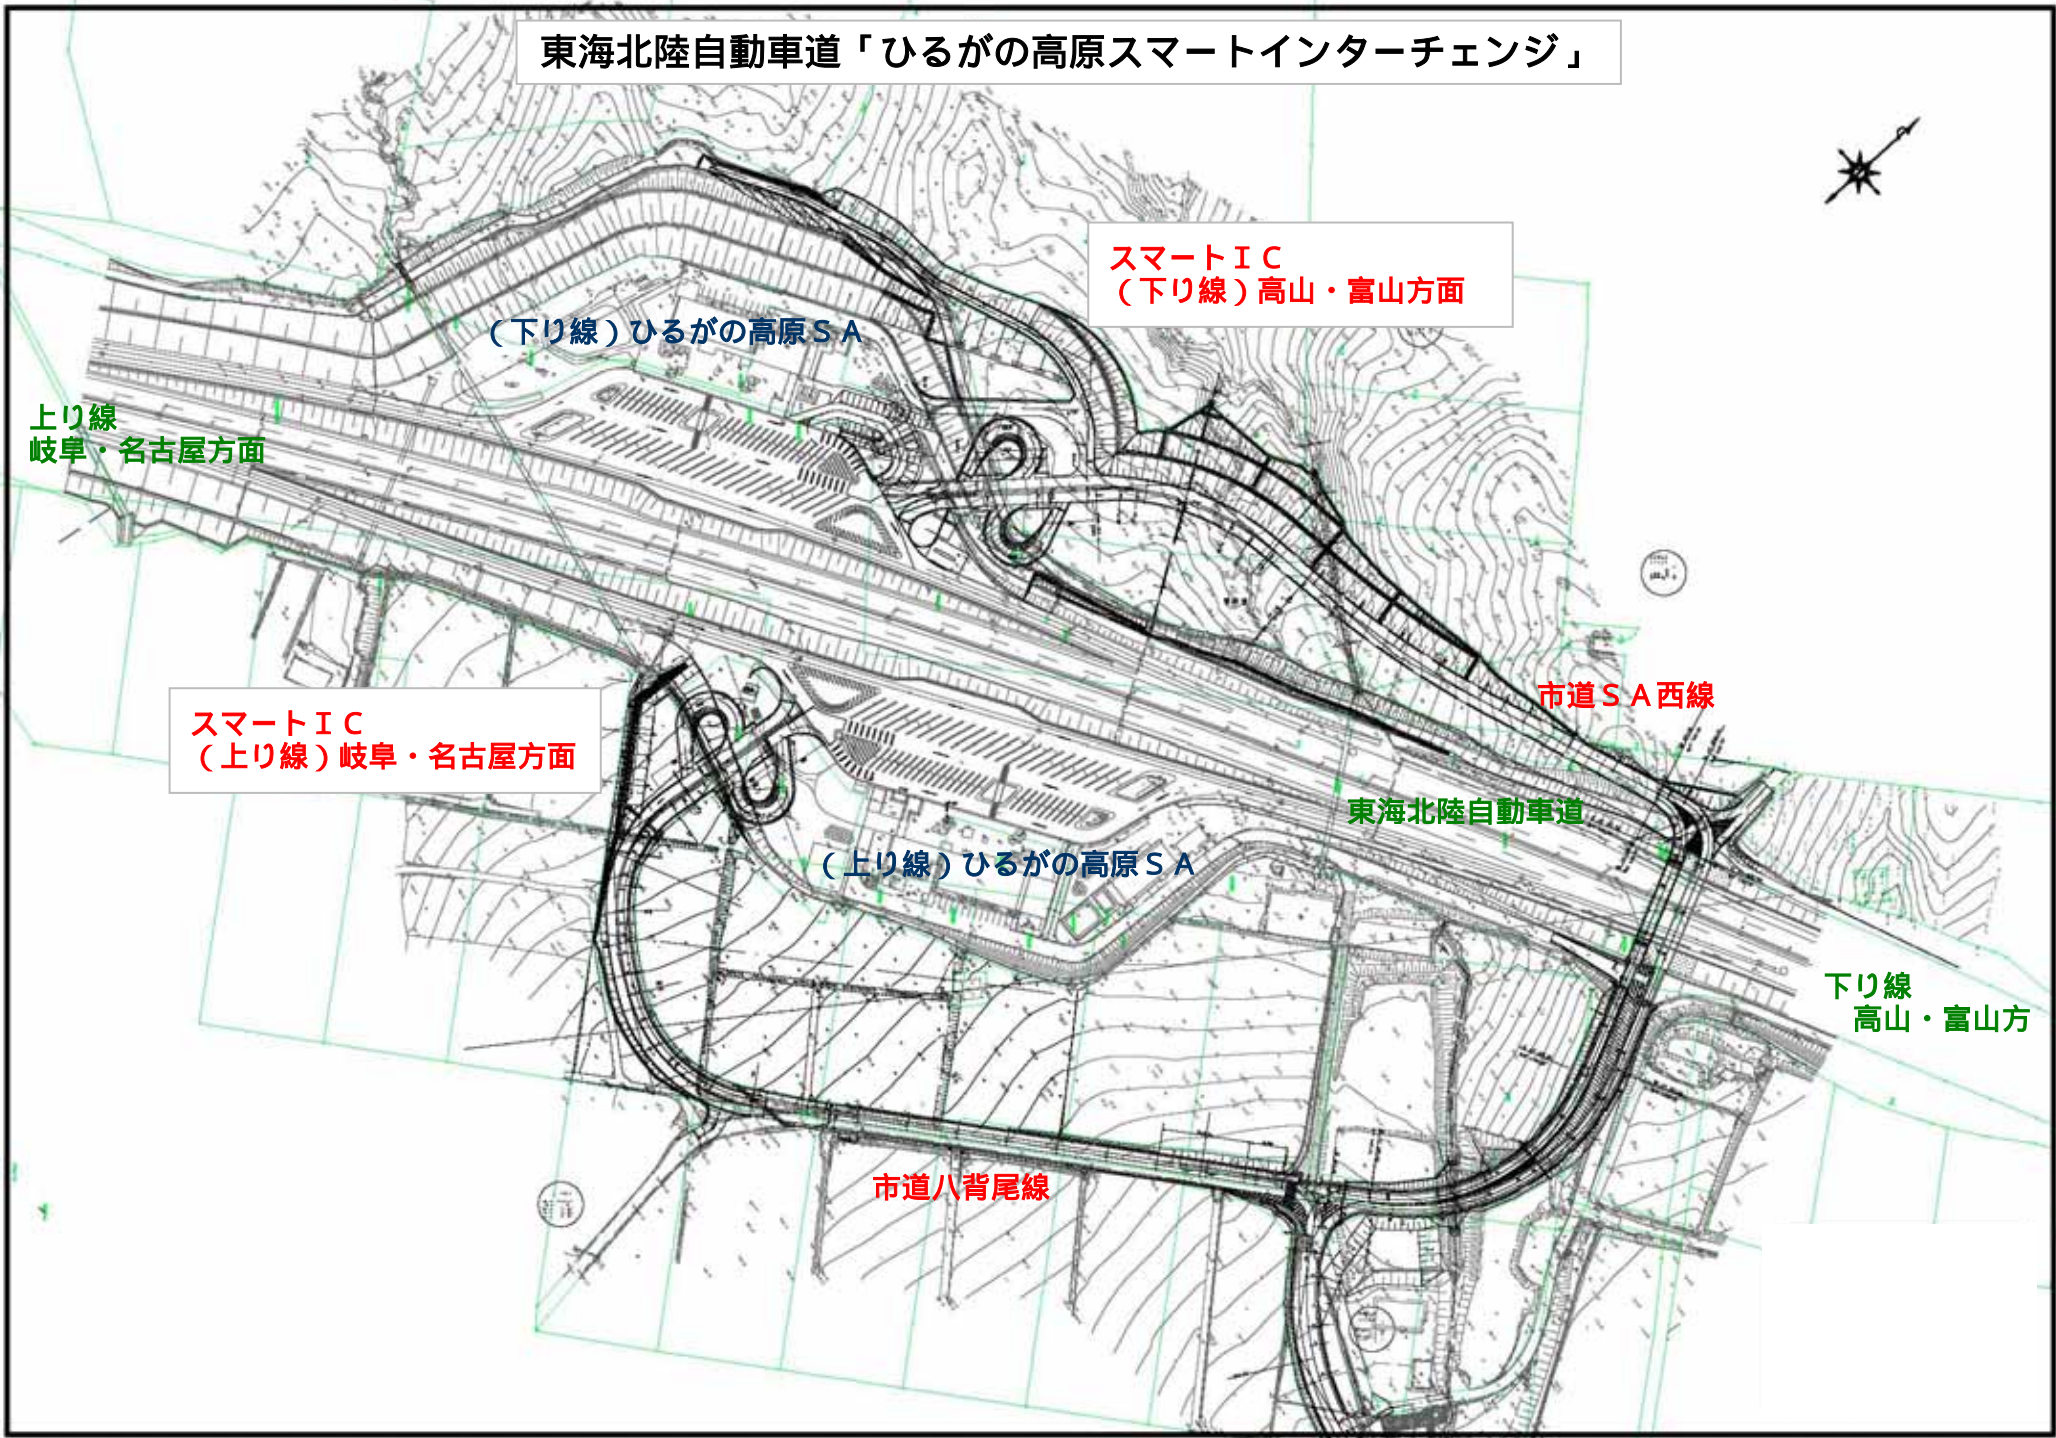 東海北陸自動車道「ひるがの高原スマートインターチェンジ」
スマートＩＣ
（下り線）高山・富山方面
（下り線）ひるがの高原ＳＡ
上り線
岐阜・名古屋方面
市道ＳＡ西線
スマートＩＣ
（上り線）岐阜・名古屋方面
東海北陸自動車道
（上り線）ひるがの高原ＳＡ
下り線
高山・富山方
市道八背尾線